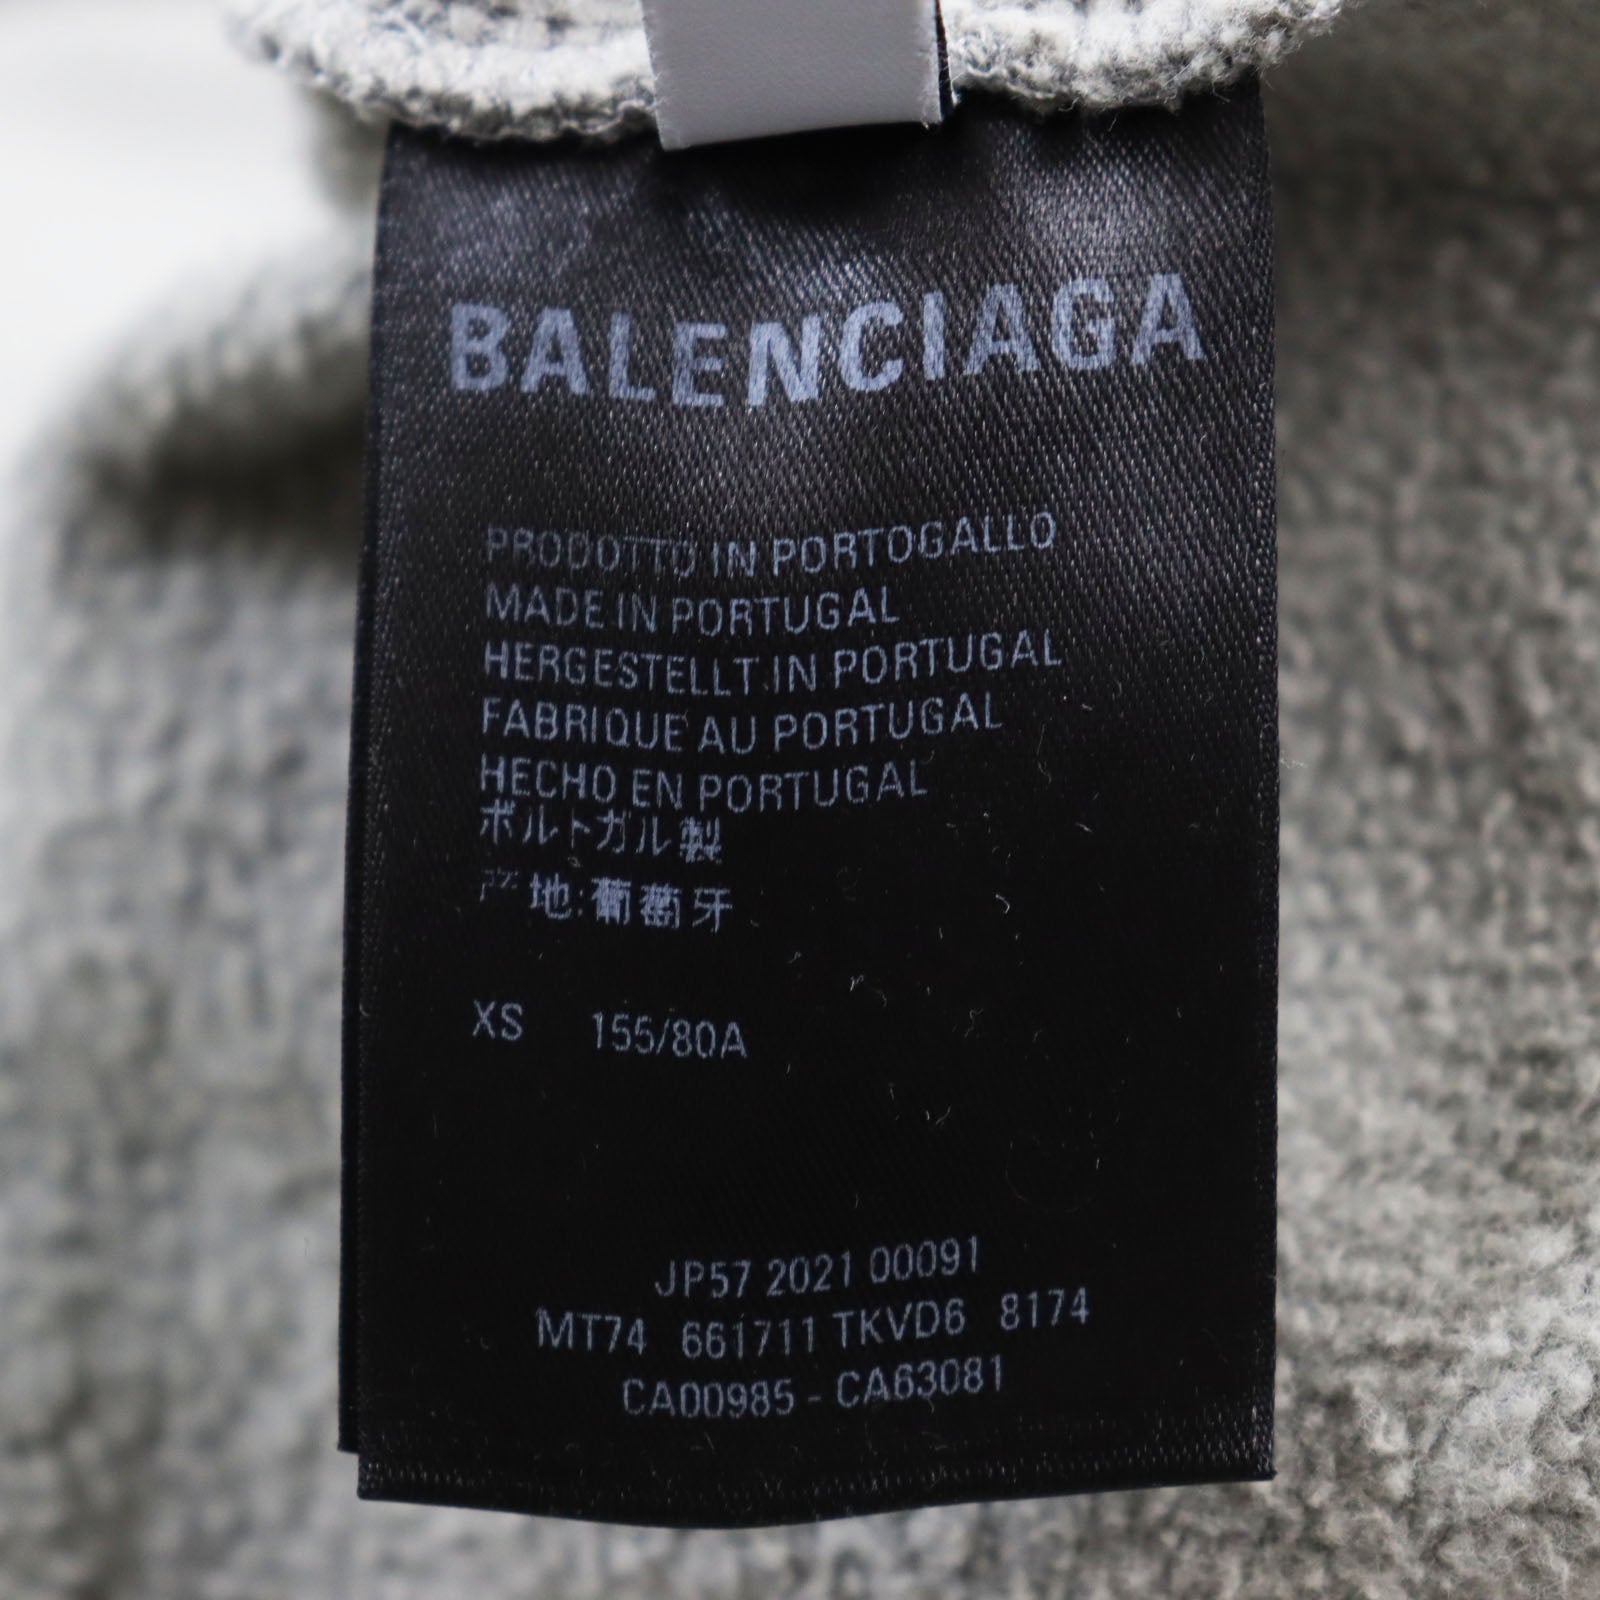 BALENCIAGA
PRODOTTO IN PORTOGALLO
MADE IN PORTUGAL
HERGESTELLT IN PORTUGAL
FABRIQUE AU PORTUGAL
HECHO EN PORTUGAL
ボルトガル製
产地:葡萄牙
XS 155/80A
JP57 2021 00091
MT74 661711 TKVD6 8174
CA00985 - CA63081